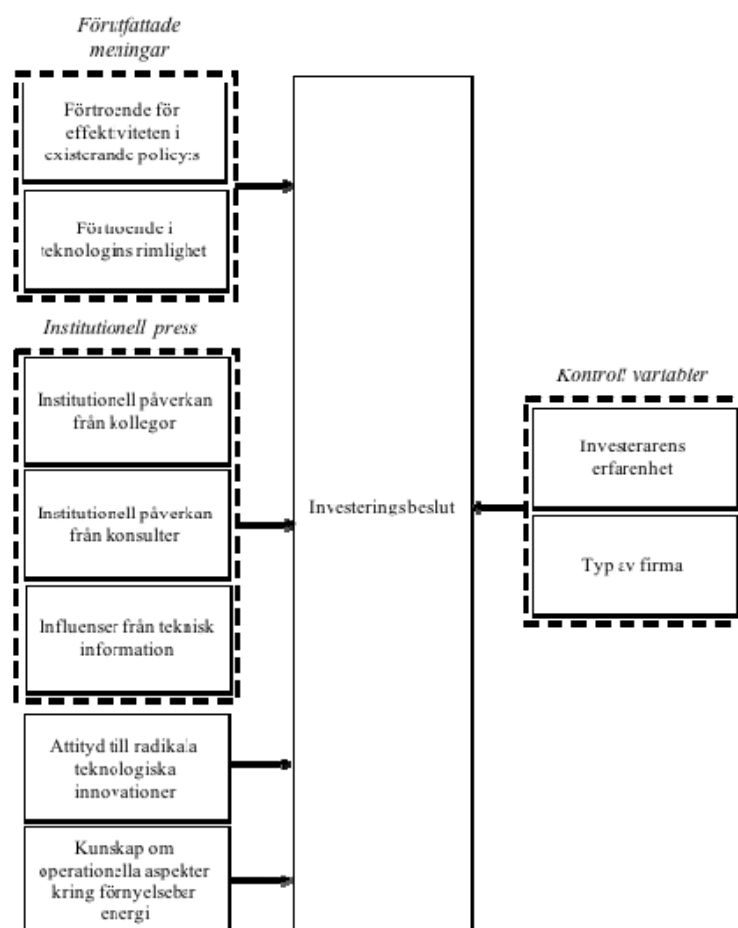 Förutfattade
meningar
Förtroende för
effektiviteten i
existerande policy:s
Förtroende i
teknologins rimlighet
Institutionell press
Institutionell påverkan
från kollegor
Institutionell påverkan
från konsulter
Influenser från teknisk
information
Attityd till radikala
teknologiska
innovationer
Kunskap om
operationella aspekter
kring förnyelsebar
energi
Investeringsbeslut
Kontroll variabler
Investerarens
erfarenhet
Typ av firma